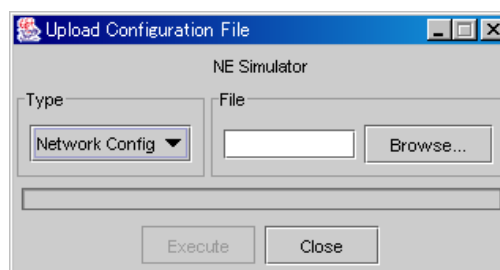 Upload Configuration File
NE Simulator
Type
File
Network Config
Browse...
Execute
Close